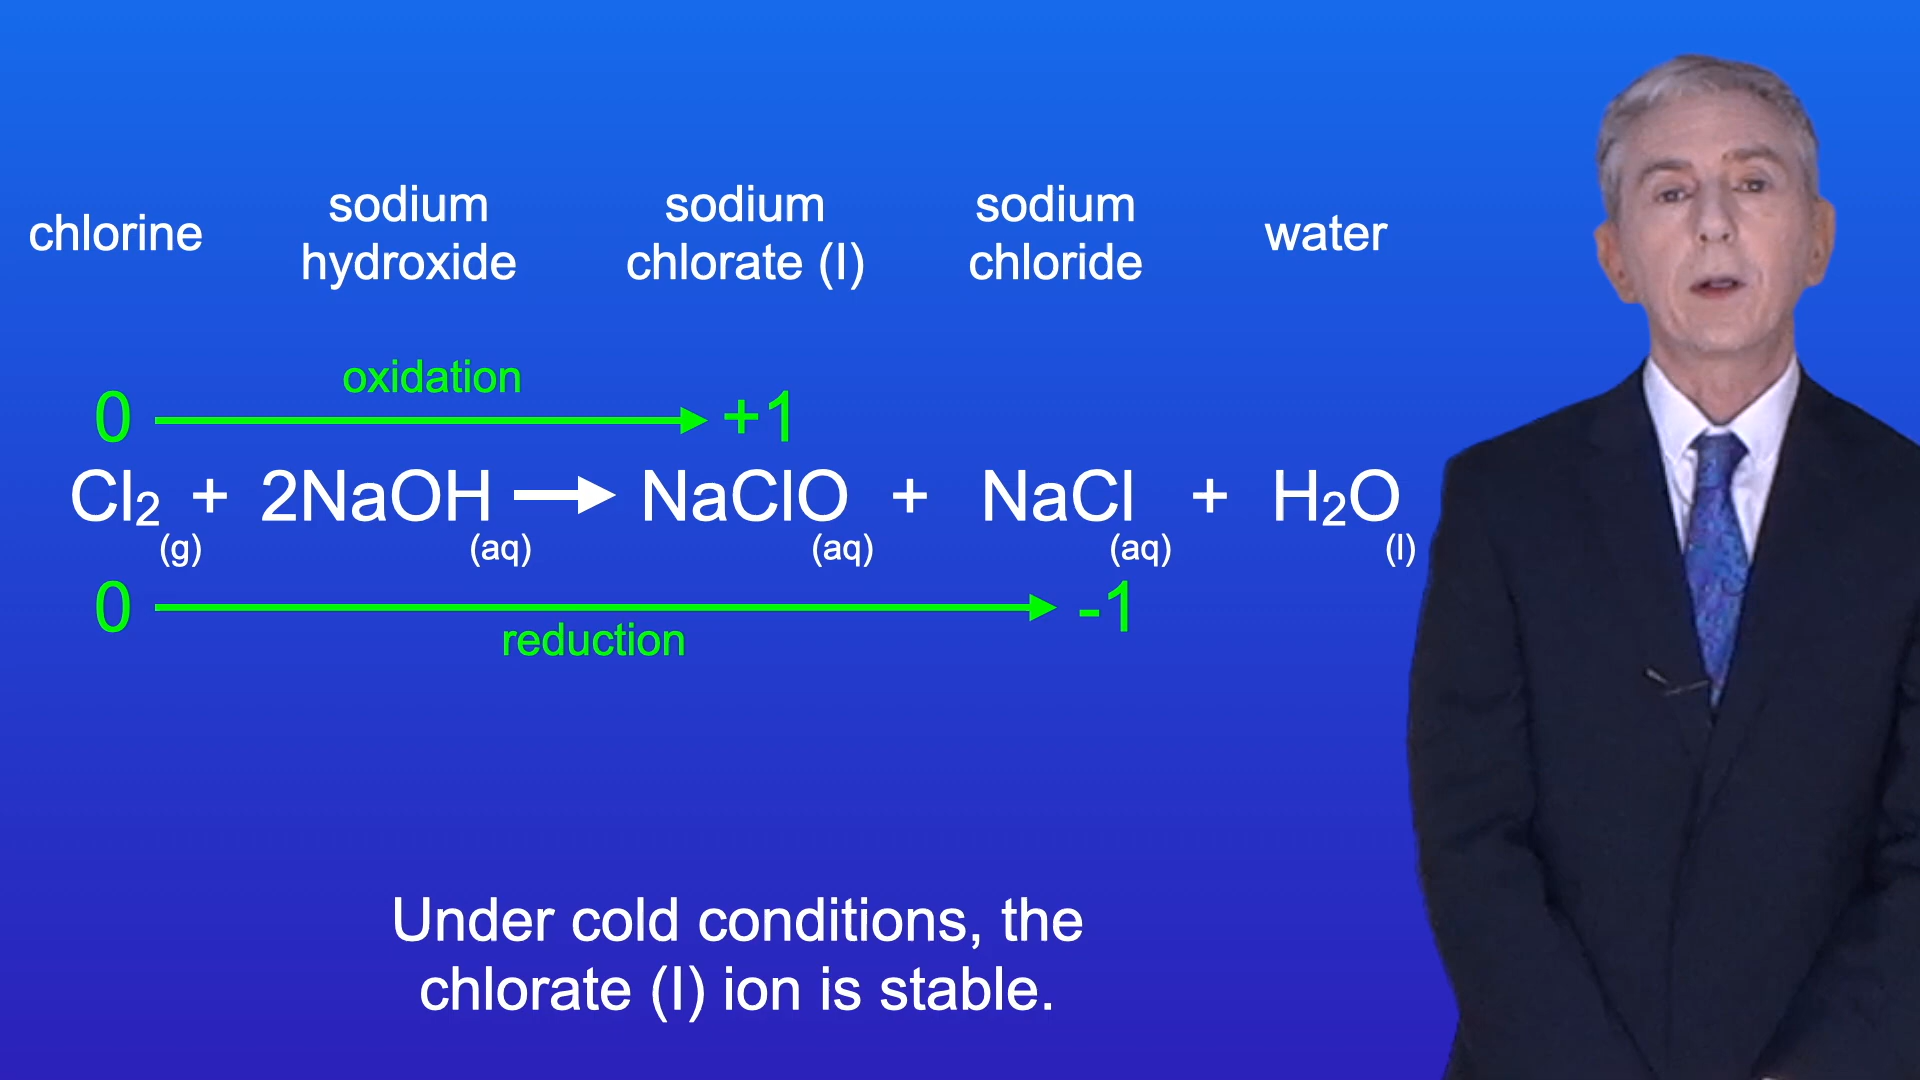 chlorine
sodium
hydroxide
sodium
chlorate (I)
sodium
chloride
water
oxidation
0 +1
Cl₂(g) + 2NaOH(aq) → NaClO(aq) + NaCl(aq) + H₂O(l)
0 -1
reduction
Under cold conditions, the
chlorate (I) ion is stable.